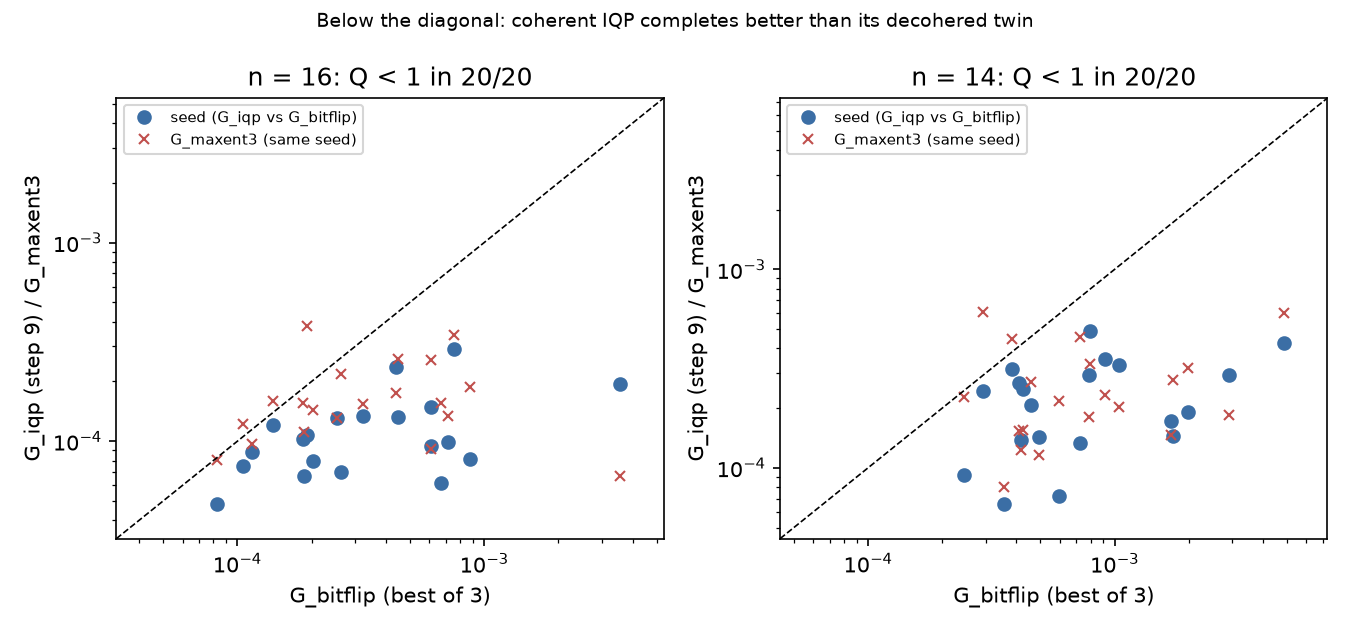 Below the diagonal: coherent IQP completes better than its decohered twin
n = 16: Q < 1 in 20/20
seed (G_iqp vs G_bitflip)
G_maxent3 (same seed)
G_iqp (step 9) / G_maxent3
10⁻³
10⁻⁴
10⁻⁴
10⁻³
G_bitflip (best of 3)
n = 14: Q < 1 in 20/20
seed (G_iqp vs G_bitflip)
G_maxent3 (same seed)
G_iqp (step 9) / G_maxent3
10⁻³
10⁻⁴
10⁻⁴
10⁻³
G_bitflip (best of 3)